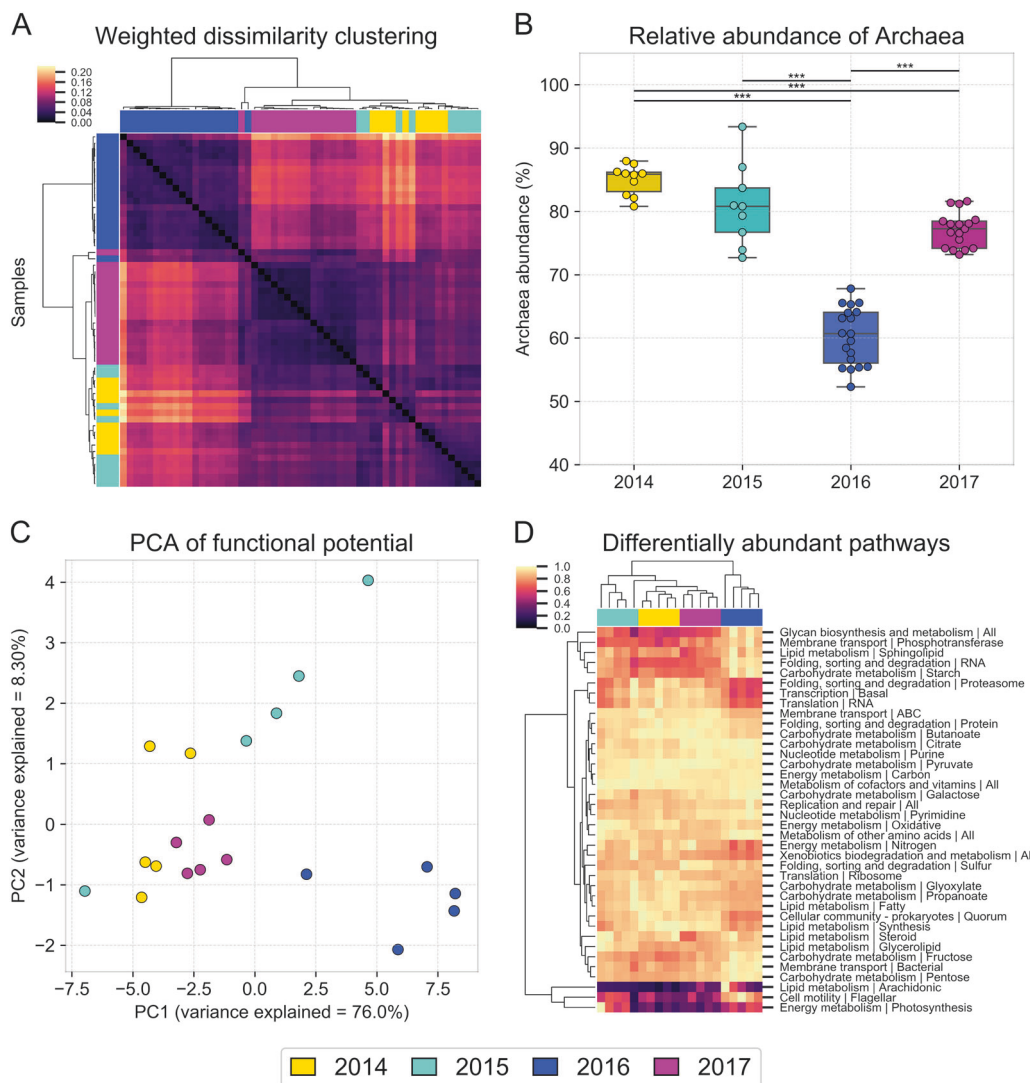 A
Weighted dissimilarity clustering
0.20
0.16
0.12
0.08
0.04
0.00
Samples
B
Relative abundance of Archaea
***
***
***
***
100
90
80
70
60
50
40
Archaea abundance (%)
2014
2015
2016
2017
C
PCA of functional potential
4
3
2
1
0
−1
−2
PC2 (variance explained = 8.30%)
−7.5
−5.0
−2.5
0.0
2.5
5.0
7.5
PC1 (variance explained = 76.0%)
D
Differentially abundant pathways
1.0
0.8
0.6
0.4
0.2
0.0
Glycan biosynthesis and metabolism | All
Membrane transport | Phosphotransferase
Lipid metabolism | Sphingolipid
Folding, sorting and degradation | RNA
Carbohydrate metabolism | Starch
Folding, sorting and degradation | Proteasome
Transcription | Basal
Translation | RNA
Membrane transport | ABC
Folding, sorting and degradation | Protein
Carbohydrate metabolism | Butanoate
Carbohydrate metabolism | Citrate
Nucleotide metabolism | Purine
Carbohydrate metabolism | Pyruvate
Energy metabolism | Carbon
Metabolism of cofactors and vitamins | All
Carbohydrate metabolism | Galactose
Replication and repair | All
Nucleotide metabolism | Pyrimidine
Energy metabolism | Oxidative
Metabolism of other amino acids | All
Energy metabolism | Nitrogen
Xenobiotics biodegradation and metabolism | Al
Folding, sorting and degradation | Sulfur
Translation | Ribosome
Carbohydrate metabolism | Glyoxylate
Carbohydrate metabolism | Propanoate
Lipid metabolism | Fatty
Cellular community - prokaryotes | Quorum
Lipid metabolism | Synthesis
Lipid metabolism | Steroid
Lipid metabolism | Glycerolipid
Carbohydrate metabolism | Fructose
Membrane transport | Bacterial
Carbohydrate metabolism | Pentose
Lipid metabolism | Arachidonic
Cell motility | Flagellar
Energy metabolism | Photosynthesis
2014
2015
2016
2017